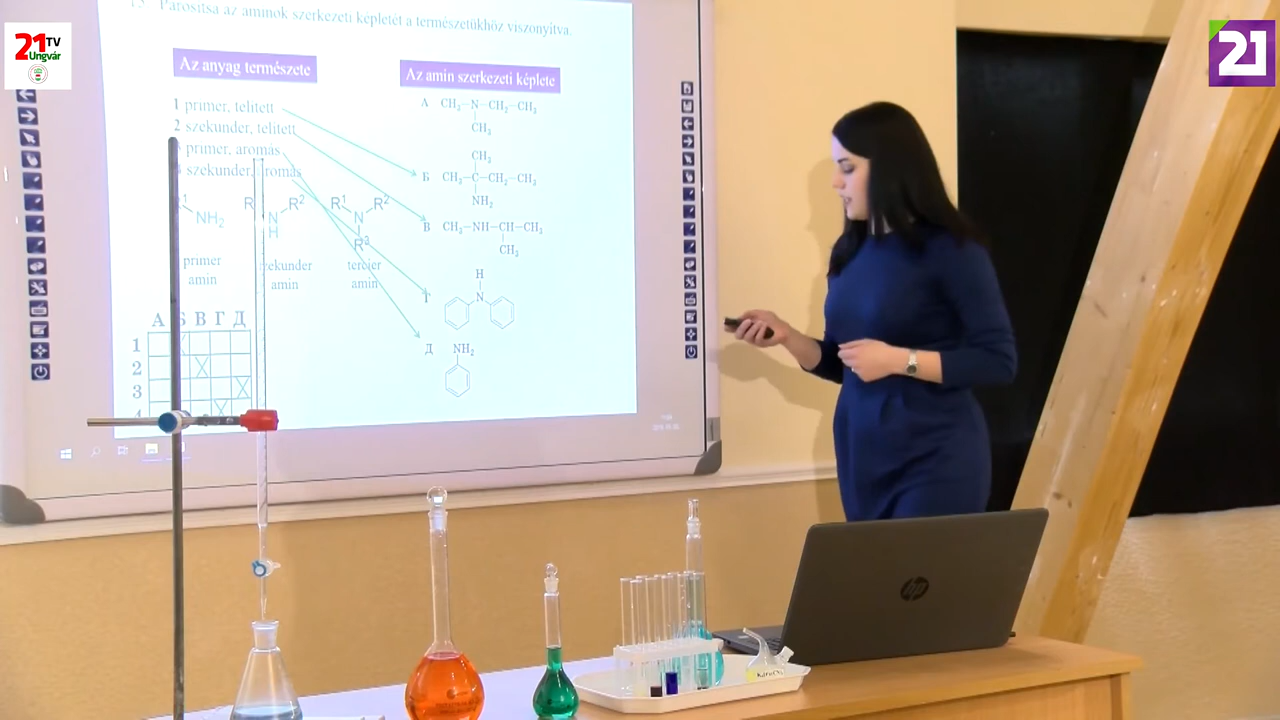 21 TV
Ungvár
21
Párosítsa az aminok szerkezeti képletét a természetükhöz viszonyítva.
Az anyag természete
Az amin szerkezeti képlete
1 primer, telített
2 szekunder, telített
3 primer, aromás
4 szekunder, aromás
А CH₃–N–CH₂–CH₃
CH₃
CH₃
Б CH₃–C–CH₂–CH₃
NH₂
В CH₃–NH–CH–CH₃
CH₃
H
Г N
Д NH₂
R¹ NH₂
R¹ N R²
H
R¹ N R²
R³
primer amin
szekunder amin
tercier amin
А Б В Г Д
1
2 X
3 X
X
hp